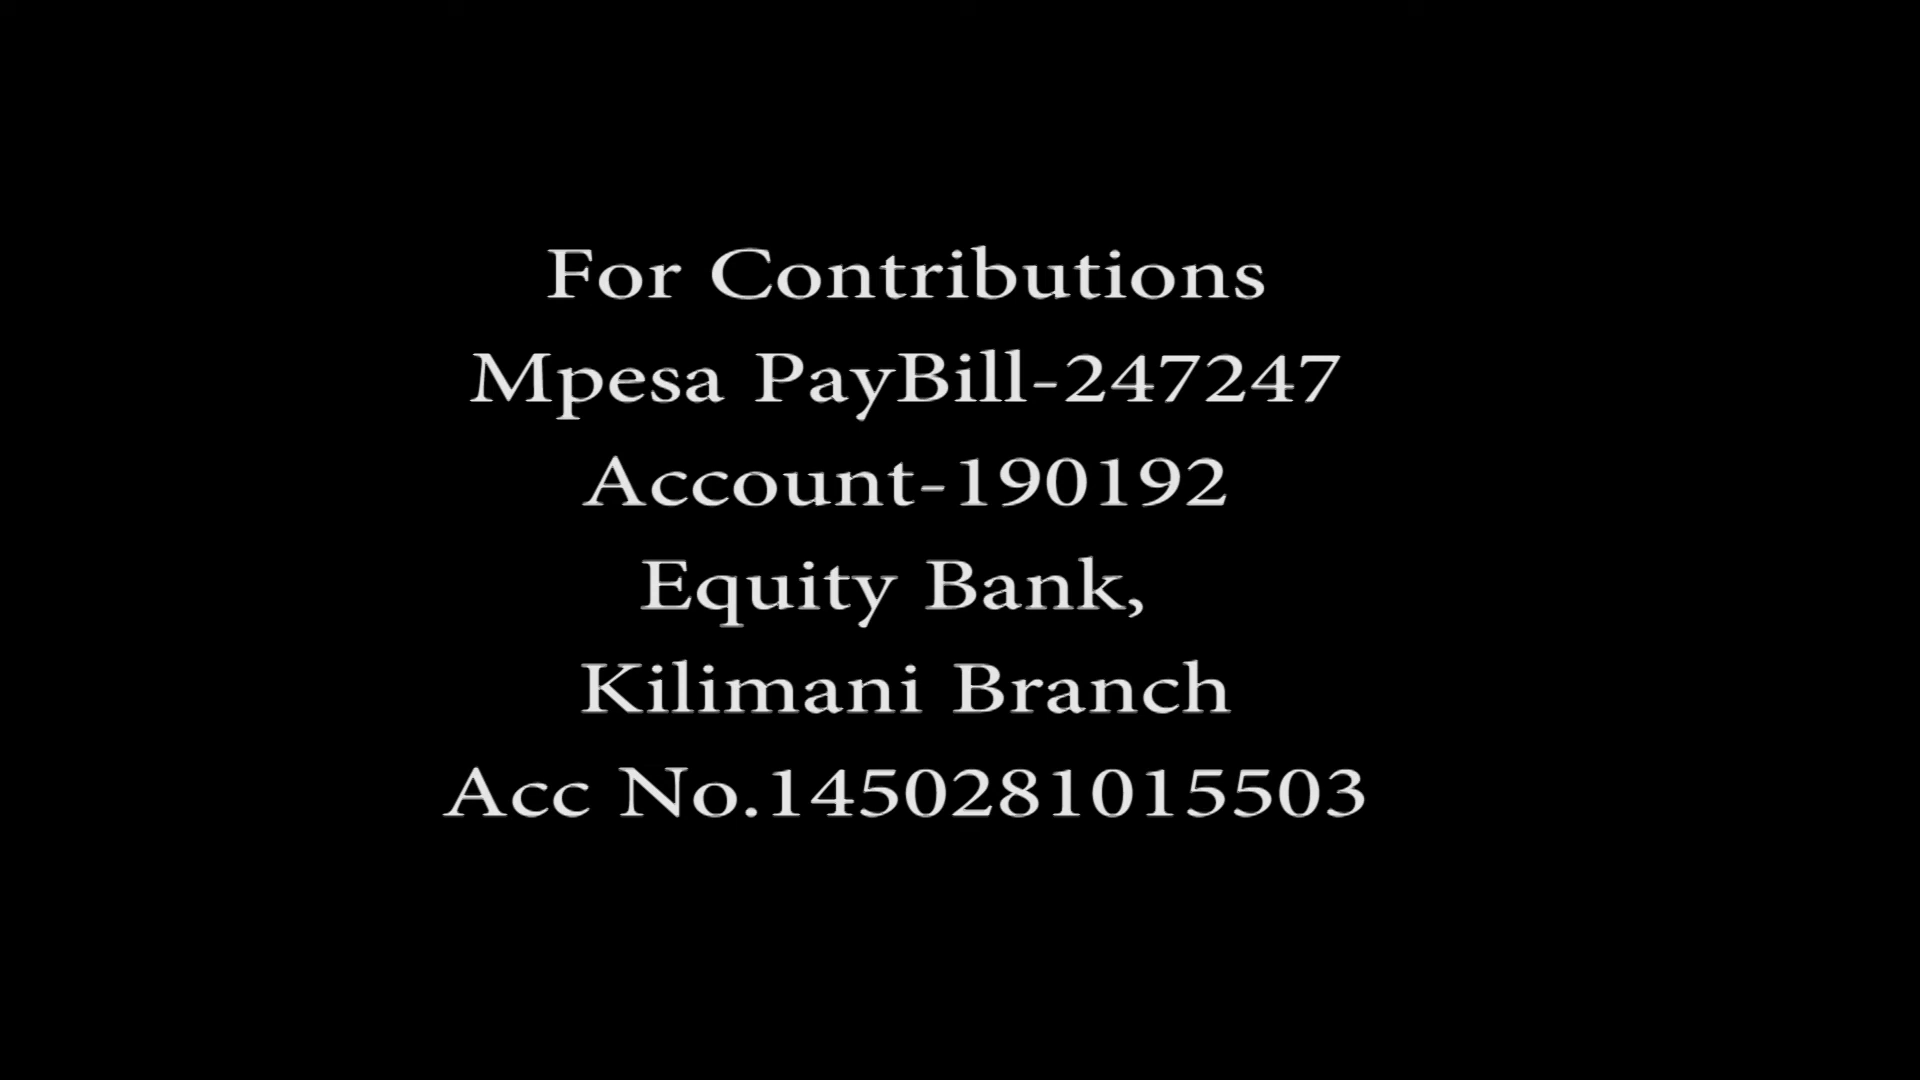 For Contributions
Mpesa PayBill-247247
Account-190192
Equity Bank,
Kilimani Branch
Acc No.1450281015503